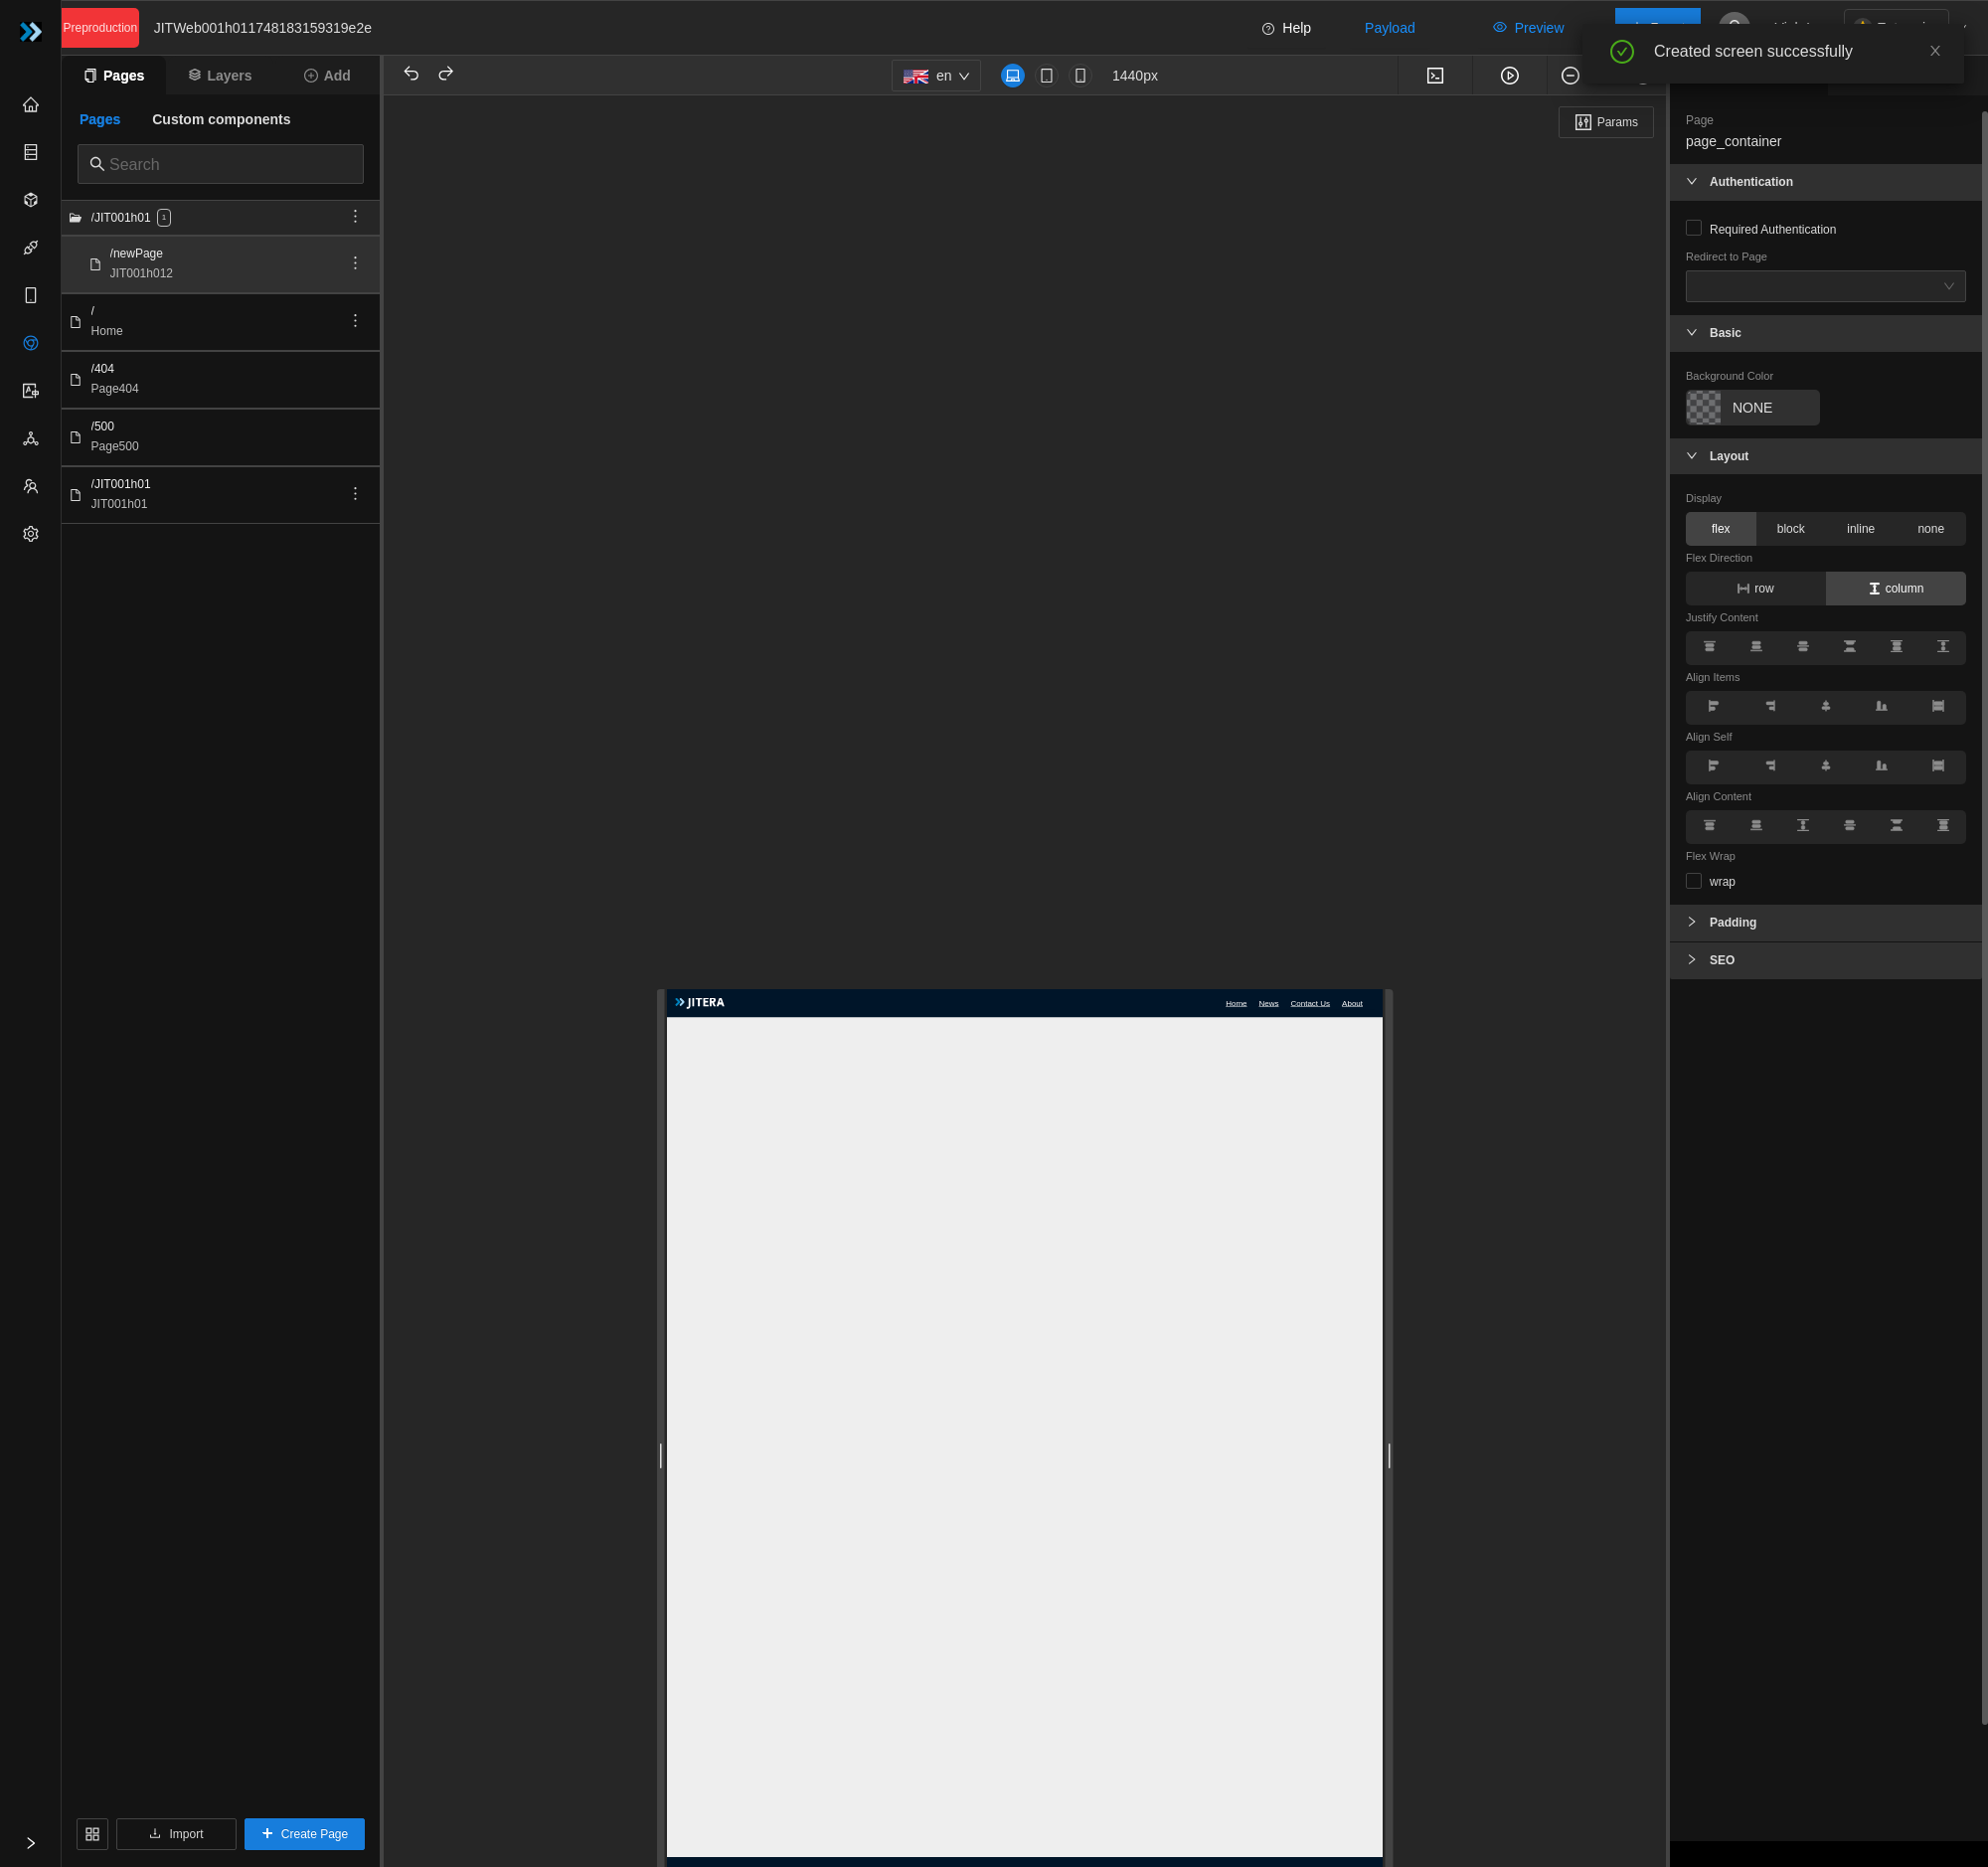 Preproduction
JITWeb001h011748183159319e2e
Help
Payload
Preview
Created screen successfully
Pages
Layers
Add
en
1440px
Pages
Custom components
Search
/JIT001h01
1
/newPage
JIT001h012
/
Home
/404
Page404
/500
Page500
/JIT001h01
JIT001h01
Import
Create Page
Params
JITERA
Home
News
Contact Us
About
Page
page_container
Authentication
Required Authentication
Redirect to Page
Basic
Background Color
NONE
Layout
Display
flex
block
inline
none
Flex Direction
row
column
Justify Content
Align Items
Align Self
Align Content
Flex Wrap
wrap
Padding
SEO